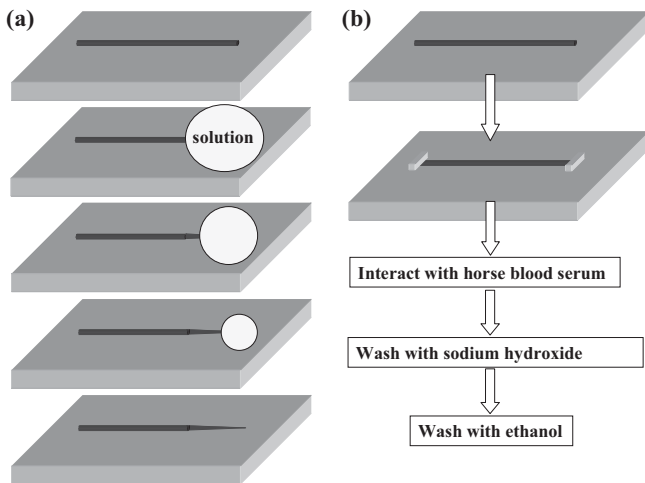 (a)
solution
(b)
Interact with horse blood serum
Wash with sodium hydroxide
Wash with ethanol